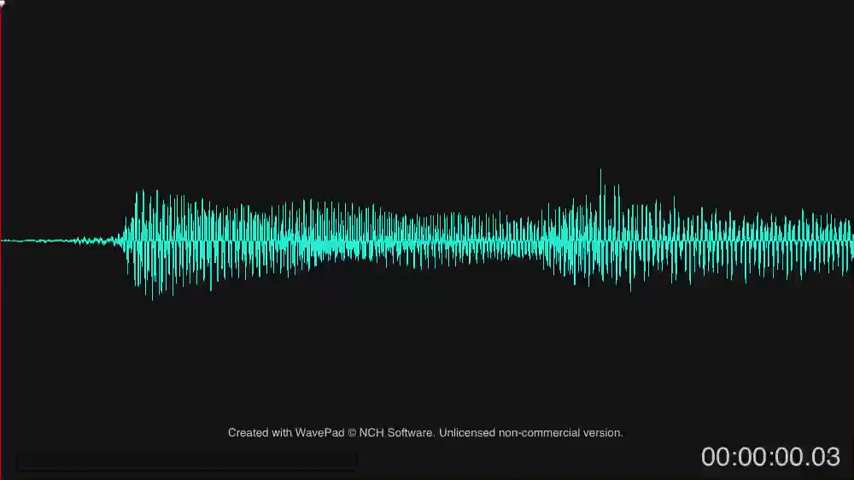 Created with WavePad © NCH Software. Unlicensed non-commercial version.
00:00:00.03